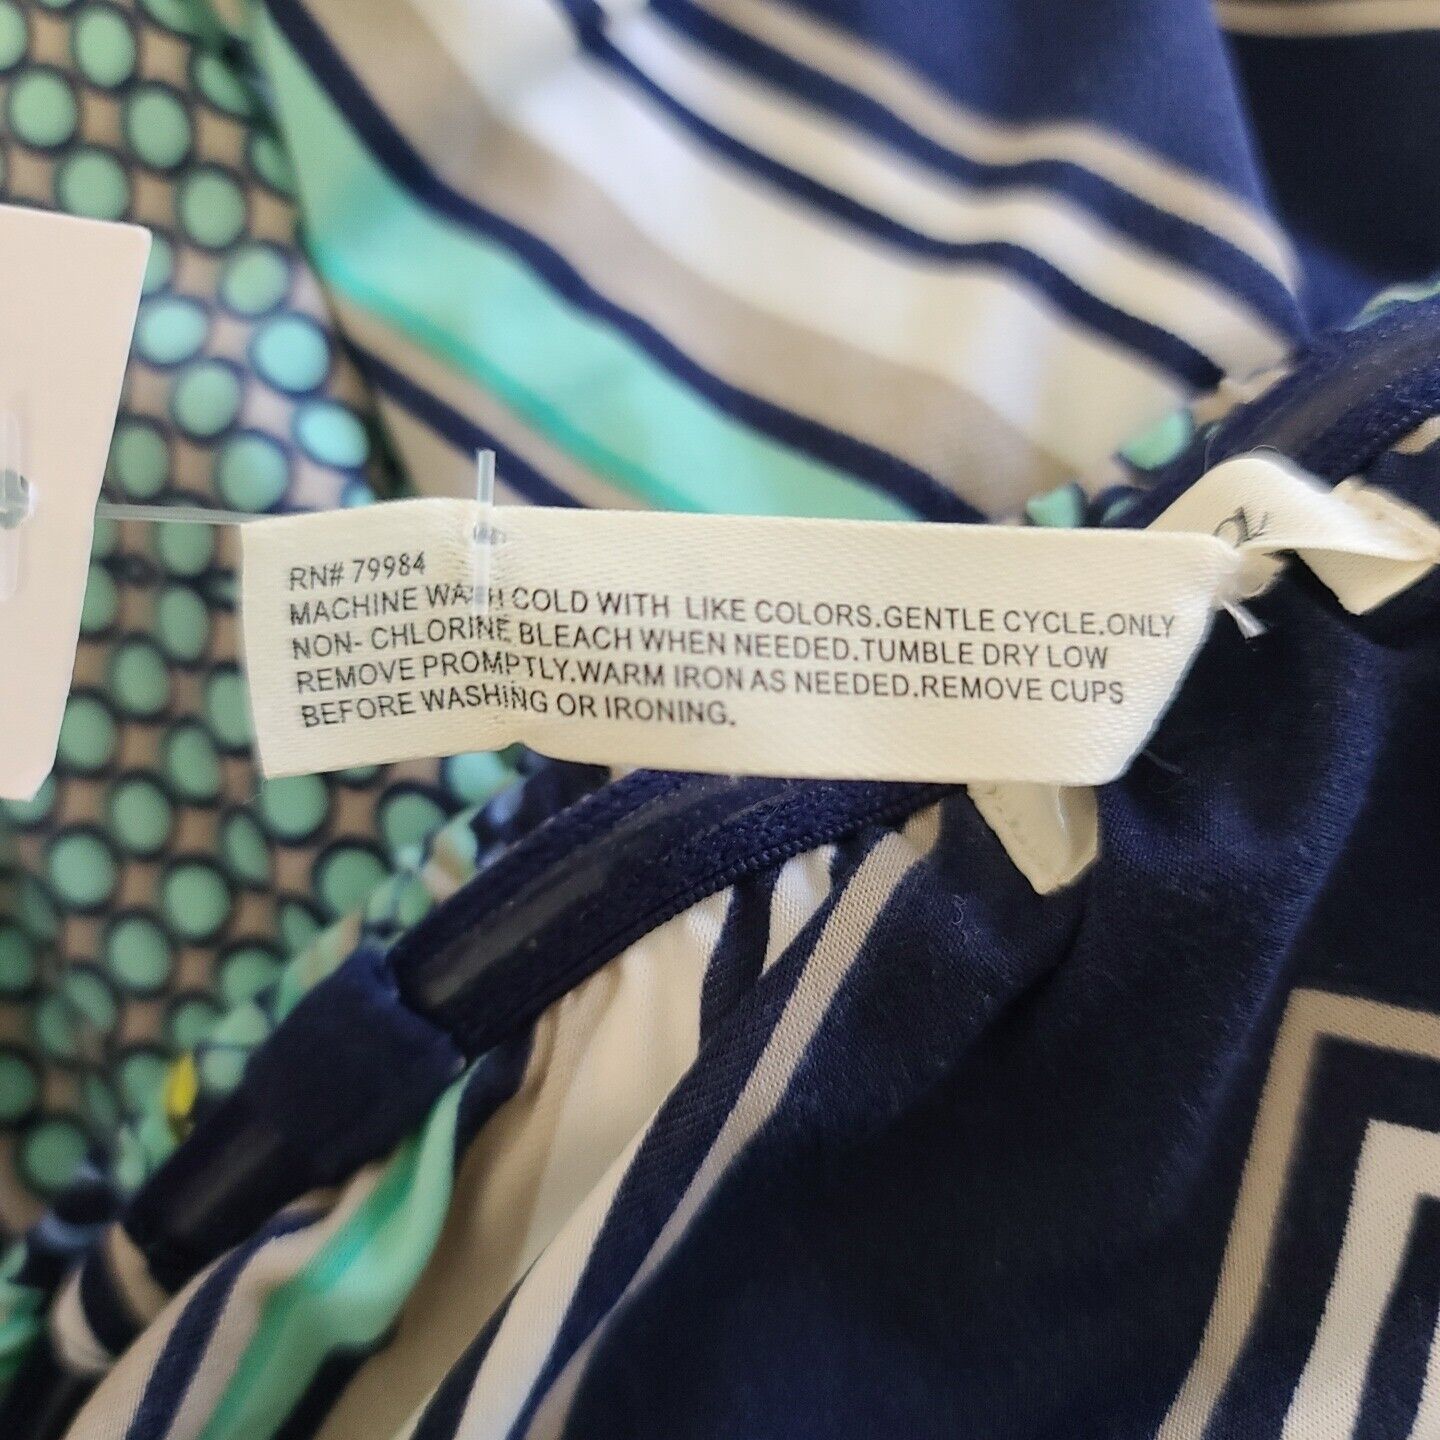 RN# 79984
MACHINE WASH COLD WITH LIKE COLORS.GENTLE CYCLE.ONLY
NON- CHLORINE BLEACH WHEN NEEDED.TUMBLE DRY LOW
REMOVE PROMPTLY.WARM IRON AS NEEDED.REMOVE CUPS
BEFORE WASHING OR IRONING.